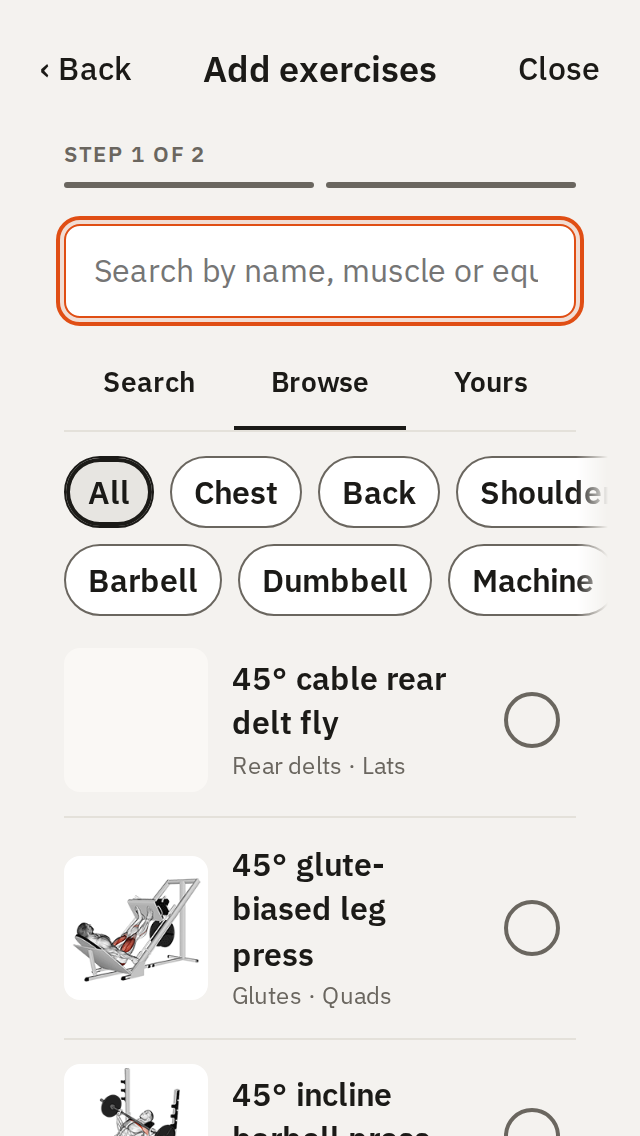 ‹ Back
Add exercises
Close
STEP 1 OF 2
Search by name, muscle or equ
Search
Browse
Yours
All
Chest
Back
Shoulder
Barbell
Dumbbell
Machine
45° cable rear
delt fly
Rear delts · Lats
45° glute-
biased leg
press
Glutes · Quads
45° incline
barbell press